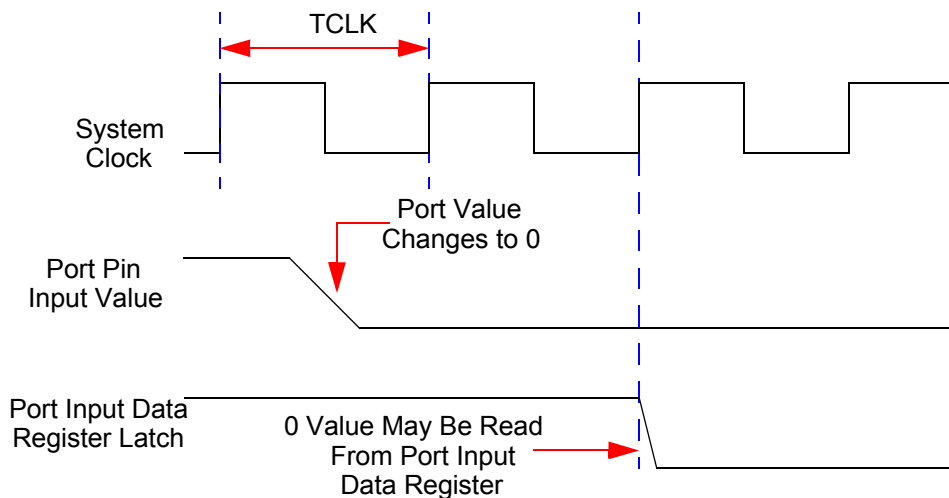 TCLK
System
Clock
Port Value
Changes to 0
Port Pin
Input Value
Port Input Data
Register Latch
0 Value May Be Read
From Port Input
Data Register